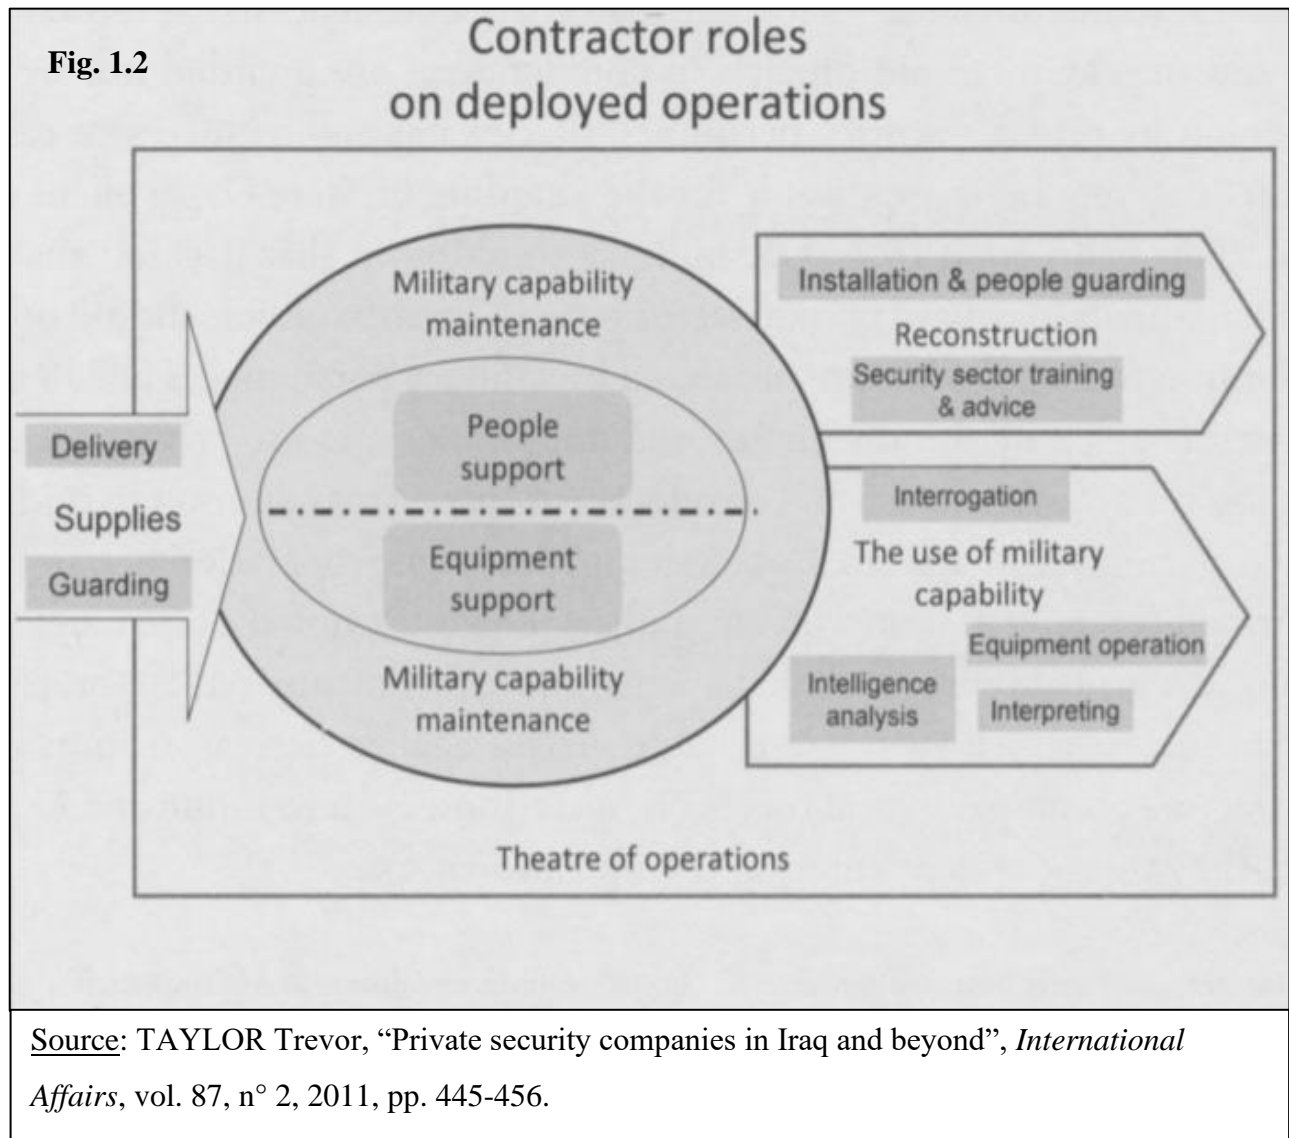 Fig. 1.2
Contractor roles
on deployed operations
Military capability
maintenance
People
support
Equipment
support
Military capability
maintenance
Delivery
Supplies
Guarding
Installation & people guarding
Reconstruction
Security sector training
& advice
Interrogation
The use of military
capability
Equipment operation
Intelligence
analysis
Interpreting
Theatre of operations
Source: TAYLOR Trevor, “Private security companies in Iraq and beyond”, International
Affairs, vol. 87, n° 2, 2011, pp. 445-456.